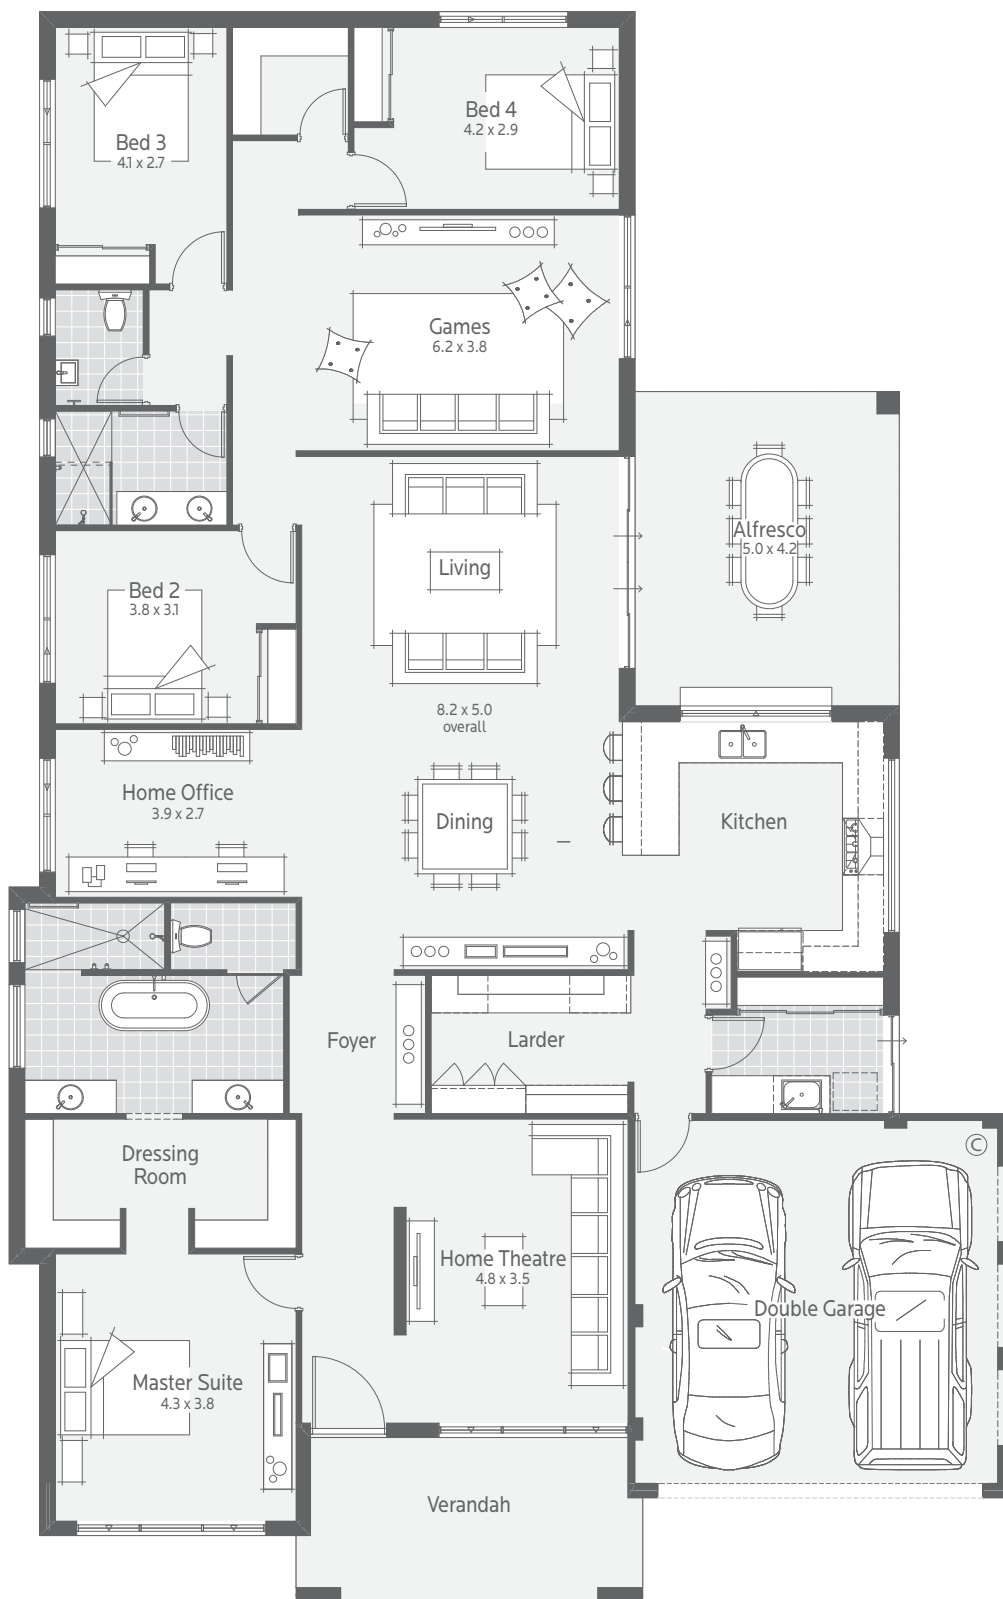 Bed 3
4.1 x 2.7
Bed 4
4.2 x 2.9
Games
6.2 x 3.8
Alfresco
5.0 x 4.2
Living
Bed 2
3.8 x 3.1
8.2 x 5.0
overall
Home Office
3.9 x 2.7
Dining
Kitchen
Foyer
Larder
Dressing
Room
©
Home Theatre
4.8 x 3.5
Double Garage
Master Suite
4.3 x 3.8
Verandah